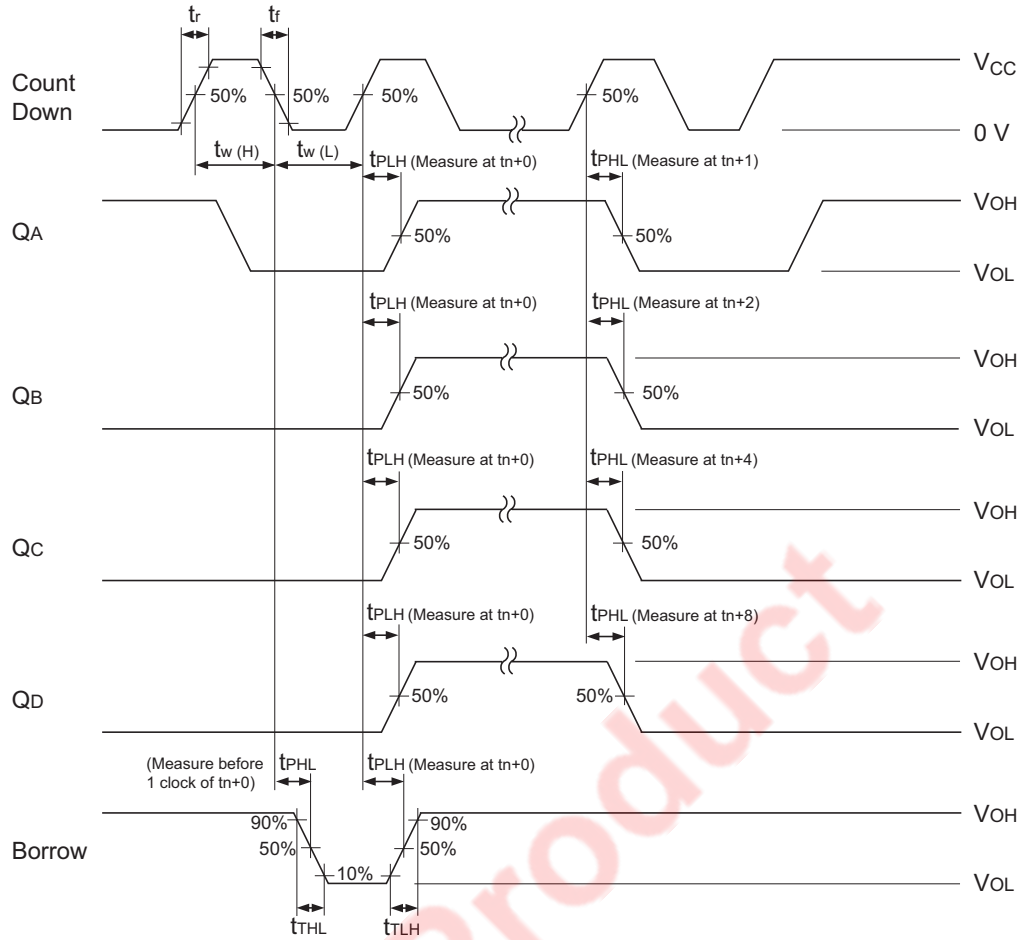 tr tf
Count
Down
50% 50% 50% 50%
VCC
0 V
tw (H) tw (L)
tPLH (Measure at tn+0) tPHL (Measure at tn+1)
QA
50% 50%
VOH
VOL
tPLH (Measure at tn+0) tPHL (Measure at tn+2)
QB
50% 50%
VOH
VOL
tPLH (Measure at tn+0) tPHL (Measure at tn+4)
QC
50% 50%
VOH
VOL
tPLH (Measure at tn+0) tPHL (Measure at tn+8)
QD
50% 50%
VOH
VOL
(Measure before
1 clock of tn+0)
tPHL tPLH (Measure at tn+0)
Borrow
90% 90%
50% 50%
10%
VOH
VOL
tTHL tTLH
Product